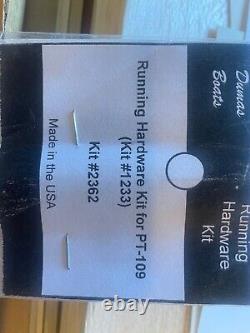 Dumas
Boats
Running
Hardware
Kit
Running Hardware Kit for PT-109
(Kit #1233)
Kit #2362
Made in the USA